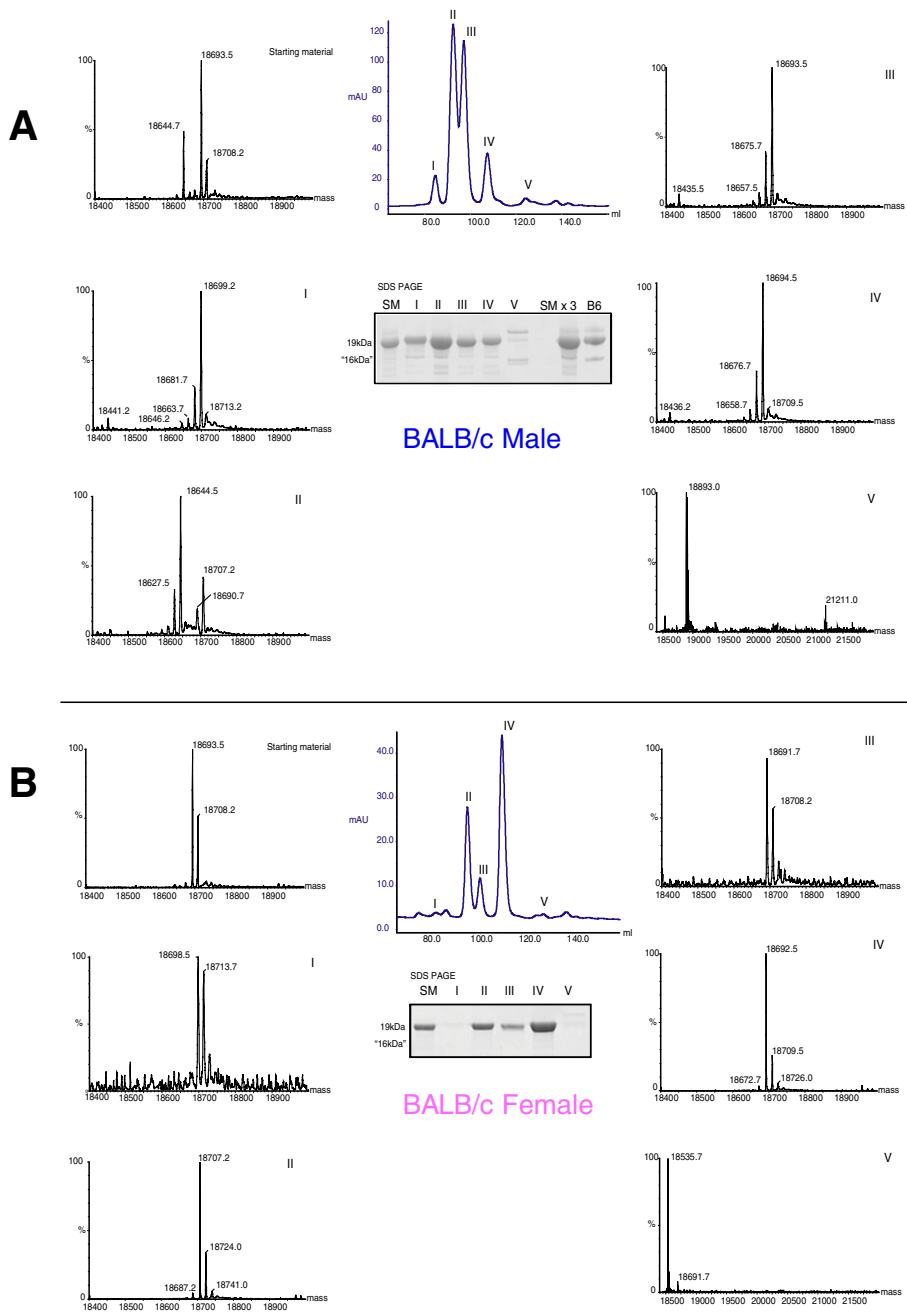 A
Starting material
100
%
0
18693.5
18644.7
18708.2
18400 18500 18600 18700 18800 18900
mass
120
mAU
80
60
40
20
0
I
II
III
IV
V
80.0 100.0 120.0 140.0
ml
III
100
%
0
18693.5
18675.7
18657.5
18435.5
18400 18500 18600 18700 18800 18900
mass
I
100
%
0
18699.2
18681.7
18663.7
18646.2
18441.2
18713.2
18400 18500 18600 18700 18800 18900
mass
SDS PAGE
SM I II III IV V SM x 3 B6
19kDa
"16kDa"
BALB/c Male
IV
100
%
0
18694.5
18676.7
18658.7
18436.2
18709.5
18400 18500 18600 18700 18800 18900
mass
II
100
%
0
18644.5
18707.2
18627.5
18690.7
18400 18500 18600 18700 18800 18900
mass
V
100
%
0
18893.0
21211.0
18500 19000 19500 20000 20500 21000 21500
mass
B
Starting material
100
%
0
18693.5
18708.2
18400 18500 18600 18700 18800 18900
mass
40.0
30.0
mAU
20.0
10.0
0.0
I
II
III
IV
V
80.0 100.0 120.0 140.0
ml
III
100
%
0
18691.7
18708.2
18400 18500 18600 18700 18800 18900
mass
I
100
%
0
18698.5
18713.7
18400 18500 18600 18700 18800 18900
mass
SDS PAGE
SM I II III IV V
19kDa
"16kDa"
BALB/c Female
IV
100
%
0
18692.5
18709.5
18672.7
18726.0
18400 18500 18600 18700 18800 18900
mass
II
100
%
0
18707.2
18724.0
18687.2
18741.0
18400 18500 18600 18700 18800 18900
mass
V
100
%
0
18535.7
18691.7
18500 19000 19500 20000 20500 21000 21500
mass